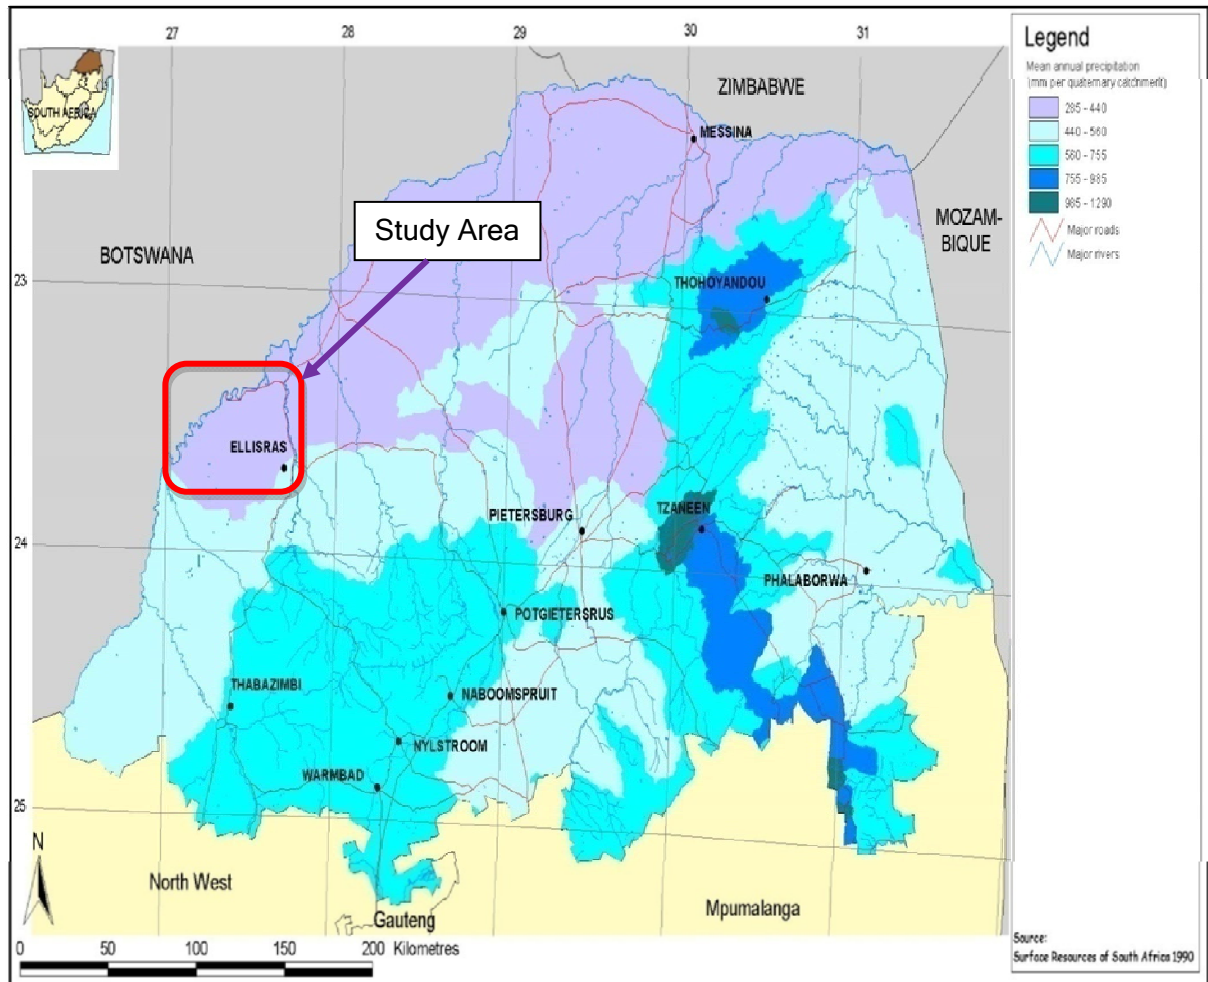 27 28 29 30 31
Legend
Mean annual precipitation
(mm per quaternary catchment)
285 - 440
440 - 560
560 - 755
755 - 985
985 - 1290
Major roads
Major rivers
SOUTH AFRICA
ZIMBABWE
MESSINA
MOZAM-
BIQUE
BOTSWANA
Study Area
23
THOHOYANDOU
ELLISRAS
PIETERSBURG
TZANEEN
24
PHALABORWA
POTGIETERSRUS
THABAZIMBI
NABOOMSPRUIT
NYLSTROOM
WARMBAD
25
N
North West
Gauteng
Mpumalanga
0 50 100 150 200 Kilometres
Source:
Surface Resources of South Africa 1990